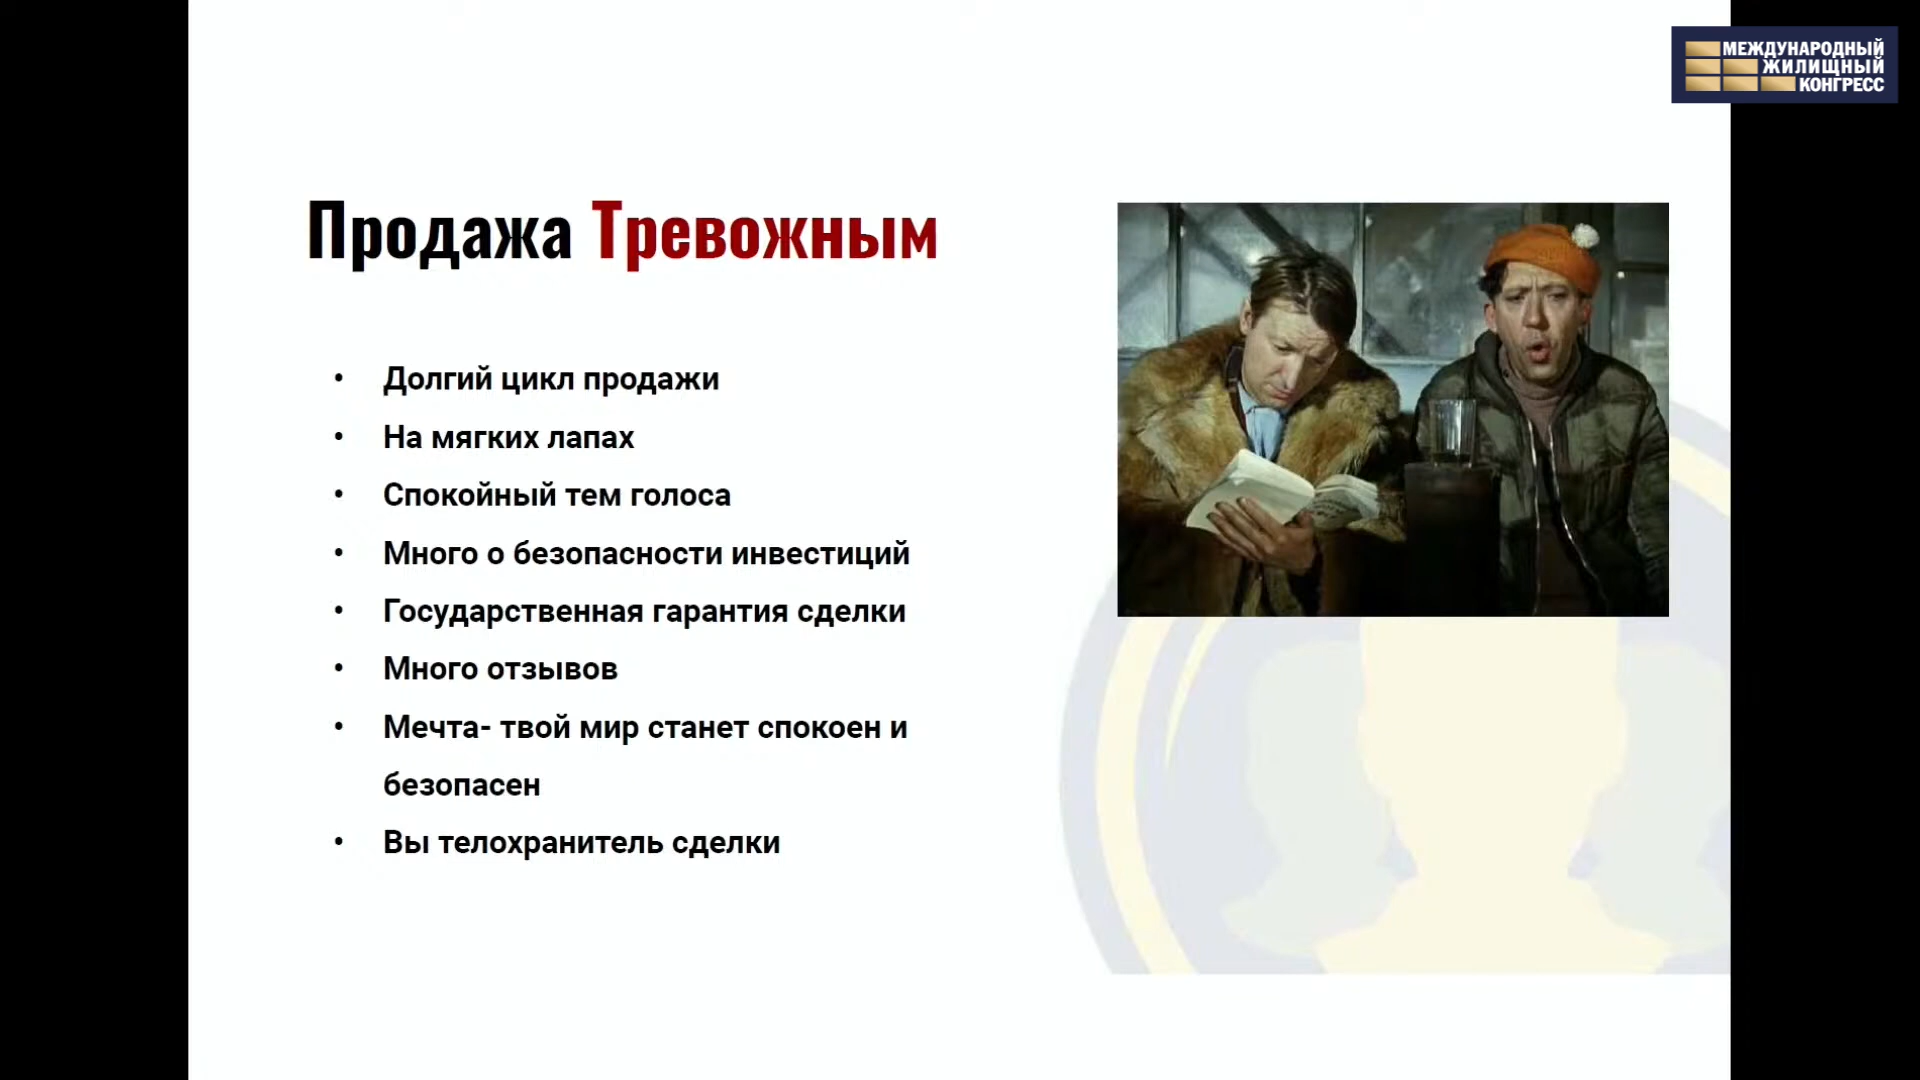 МЕЖДУНАРОДНЫЙ
ЖИЛИЩНЫЙ
КОНГРЕСС
Продажа Тревожным
• Долгий цикл продажи
• На мягких лапах
• Спокойный тем голоса
• Много о безопасности инвестиций
• Государственная гарантия сделки
• Много отзывов
• Мечта- твой мир станет спокоен и
безопасен
• Вы телохранитель сделки